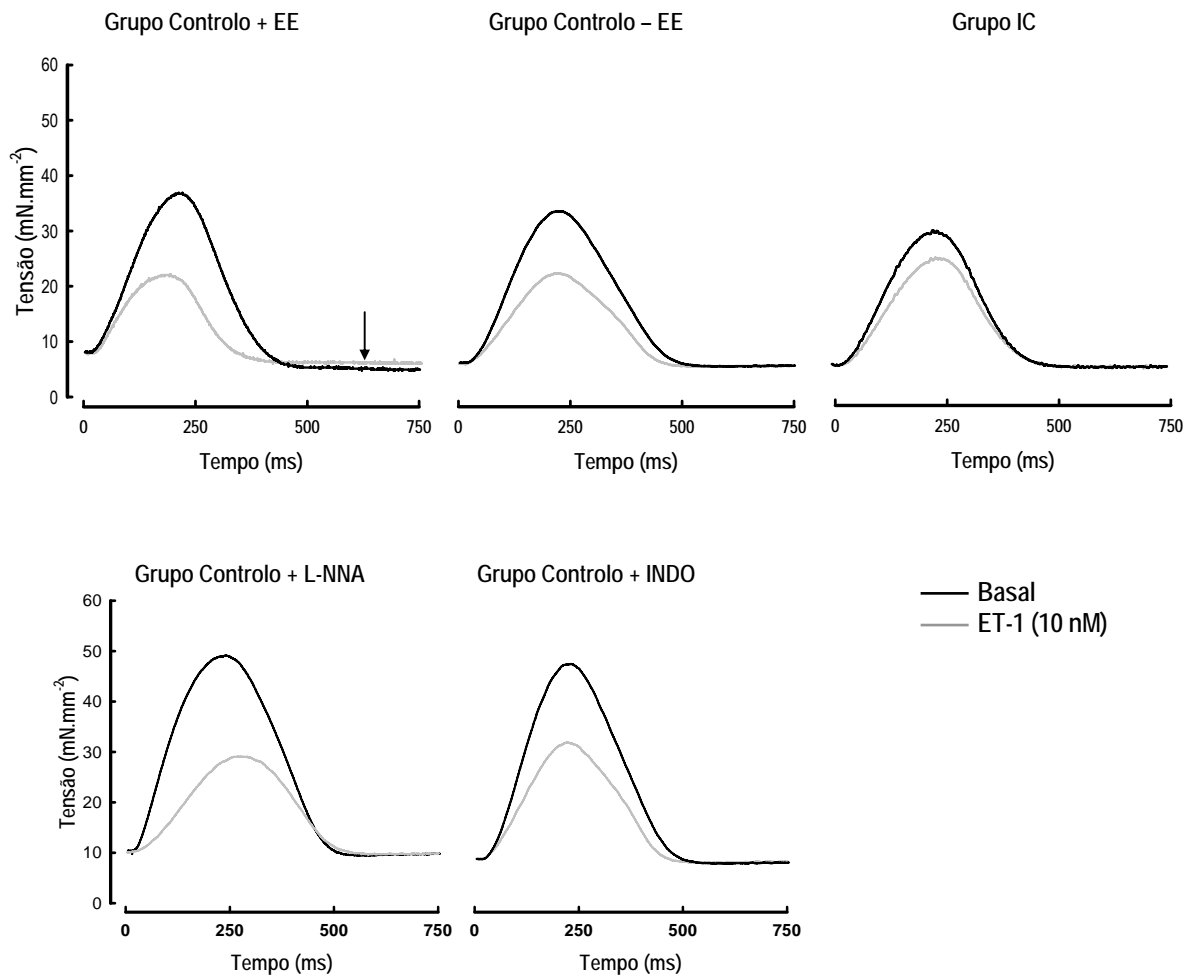 Grupo Controlo + EE
Grupo Controlo – EE
Grupo IC
Tensão (mN.mm-2)
60
50
40
30
20
10
0
0 250 500 750
Tempo (ms)
0 250 500 750
Tempo (ms)
0 250 500 750
Tempo (ms)
Grupo Controlo + L-NNA
Grupo Controlo + INDO
Tensão (mN.mm-2)
60
50
40
30
20
10
0
0 250 500 750
Tempo (ms)
0 250 500 750
Tempo (ms)
Basal
ET-1 (10 nM)